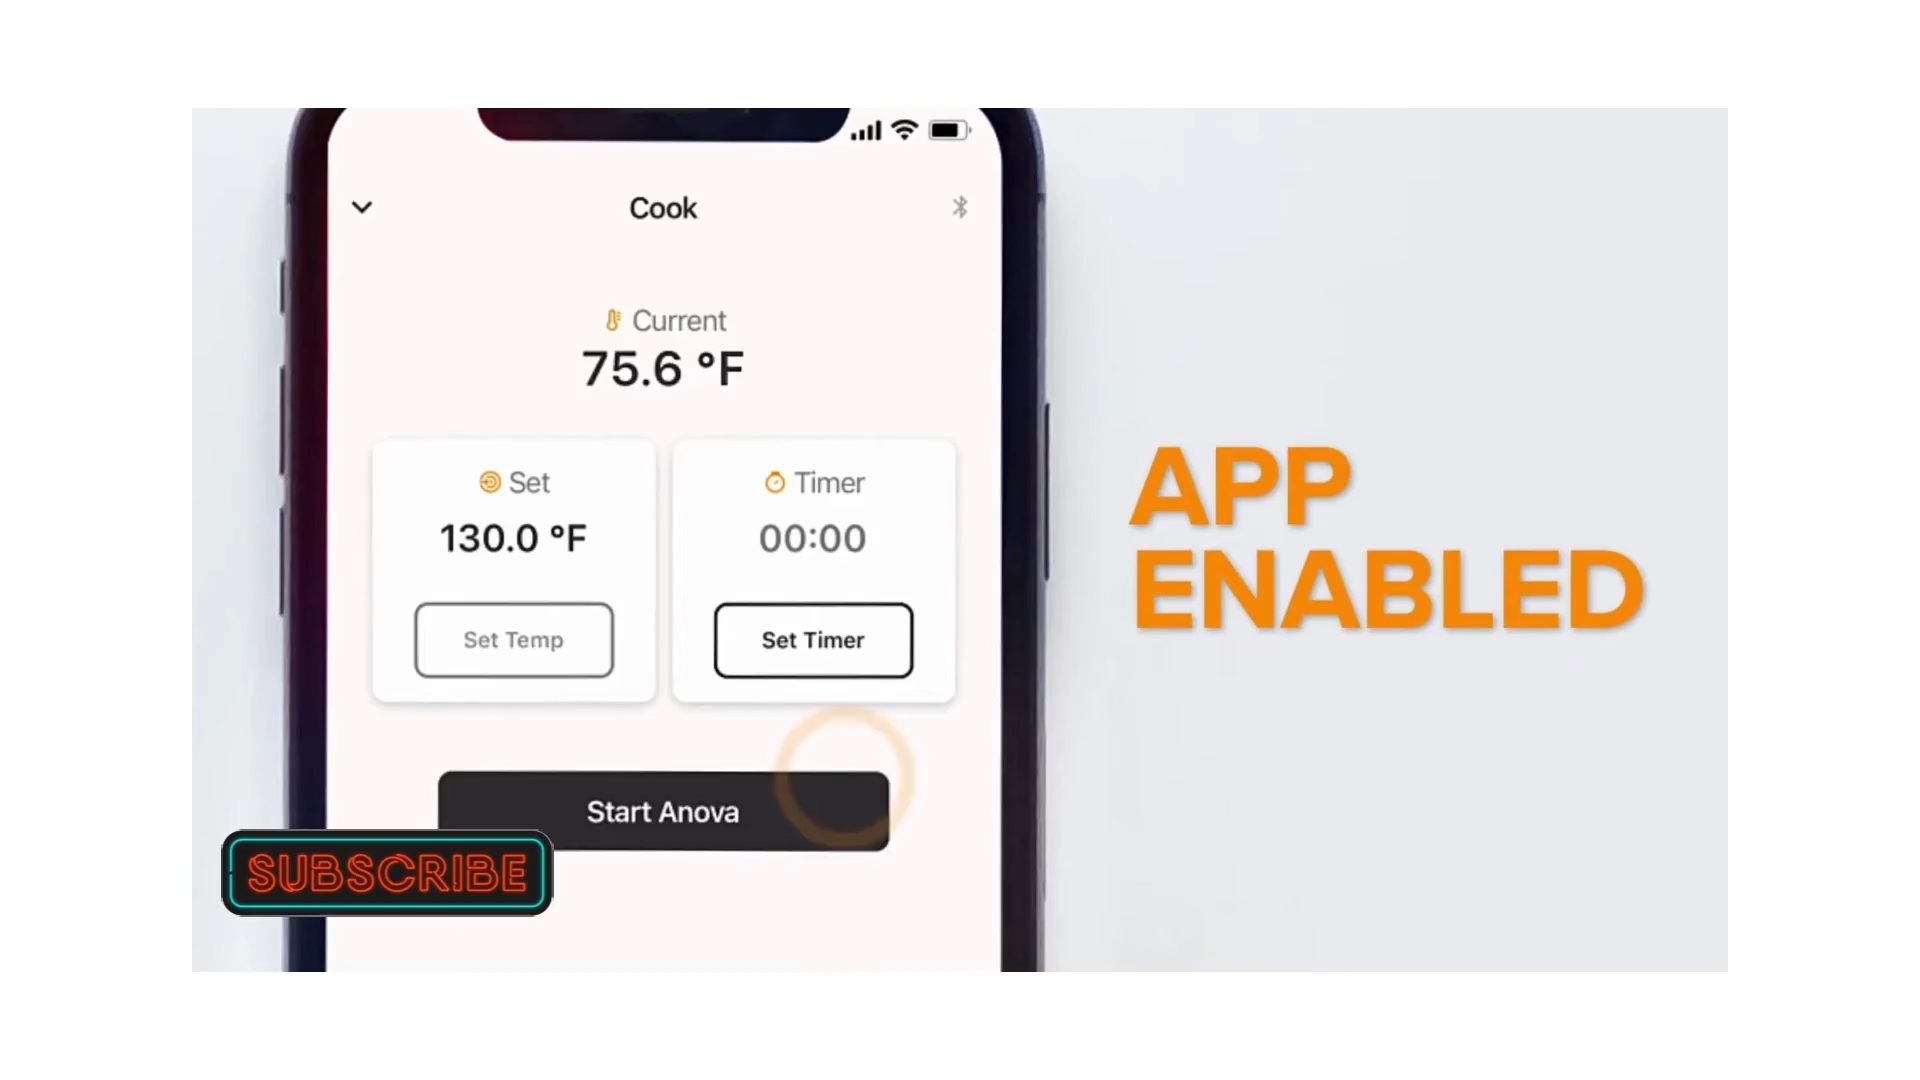 Cook
Current
75.6 °F
Set
130.0 °F
Set Temp
Timer
00:00
Set Timer
Start Anova
APP
ENABLED
SUBSCRIBE